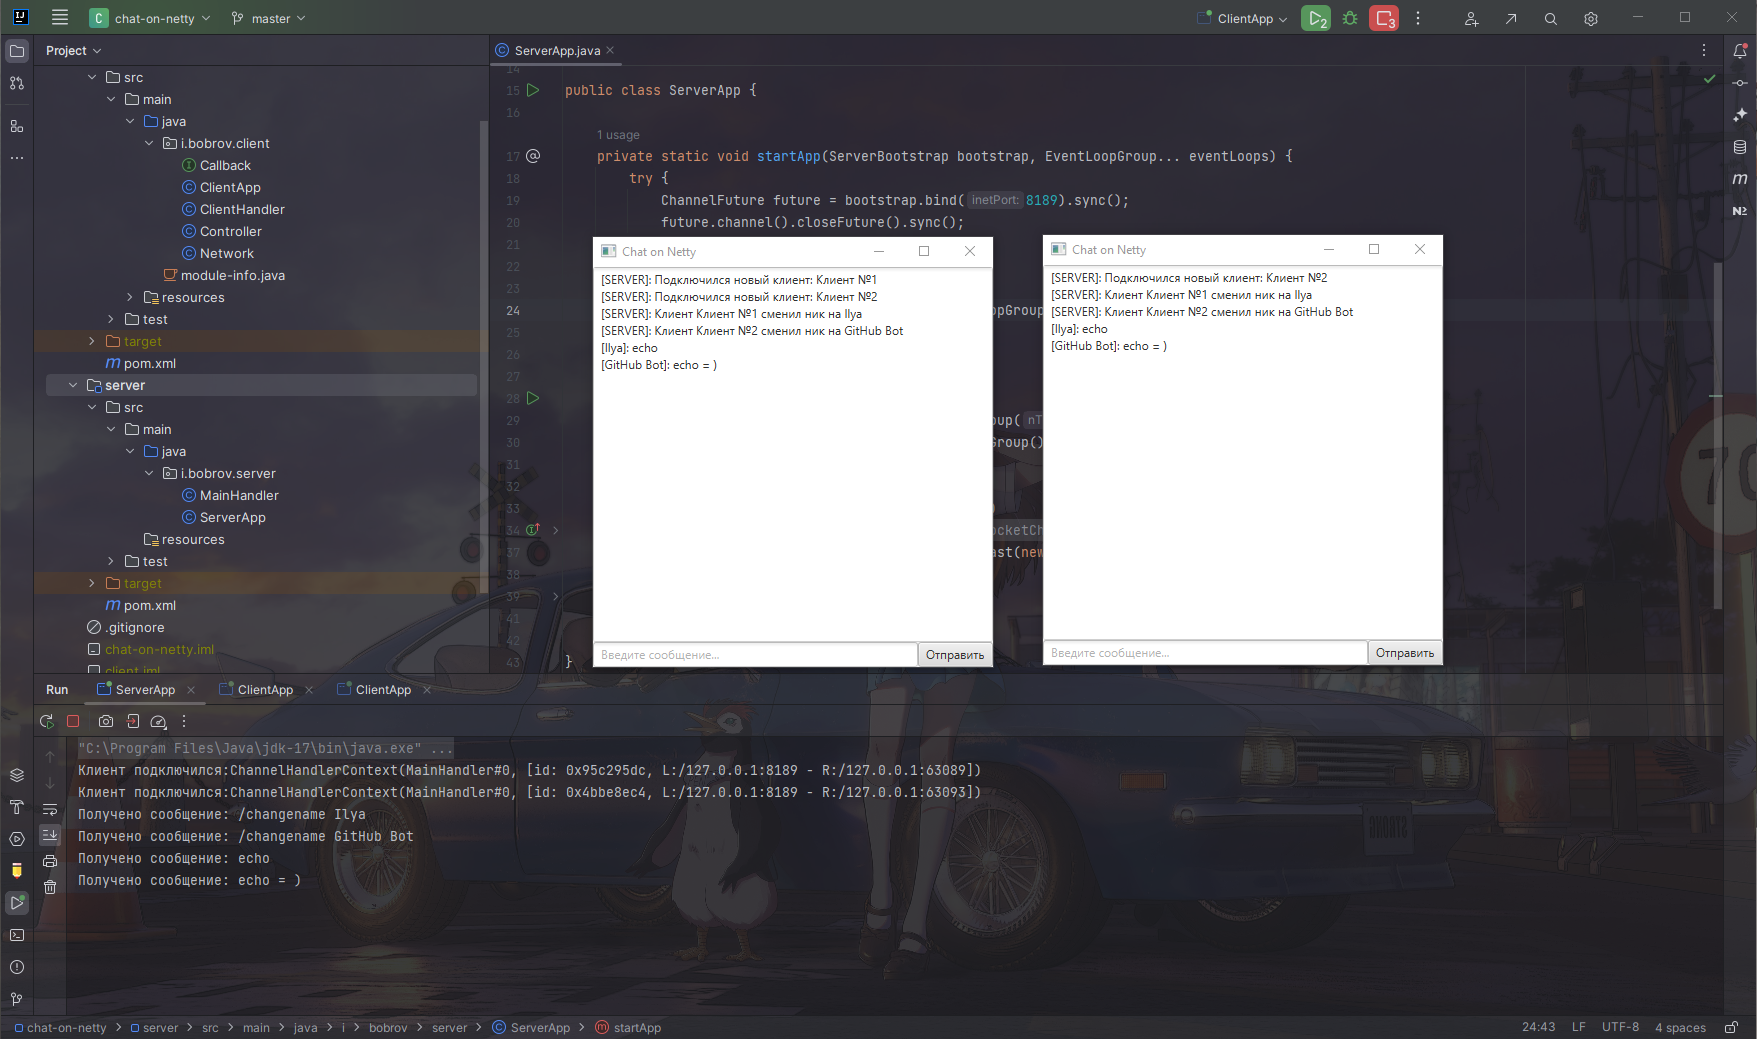 C chat-on-netty master ClientApp 2 3
Project
ServerApp.java
src
main
java
i.bobrov.client
Callback
ClientApp
ClientHandler
Controller
Network
module-info.java
resources
test
target
pom.xml
server
src
main
java
i.bobrov.server
MainHandler
ServerApp
resources
test
target
pom.xml
.gitignore
chat-on-netty.iml
client.iml
14
15 public class ServerApp {
16
1 usage
17 private static void startApp(ServerBootstrap bootstrap, EventLoopGroup... eventLoops) {
18 try {
19 ChannelFuture future = bootstrap.bind( inetPort: 8189).sync();
20 future.channel().closeFuture().sync();
21
22
23
24
25
26
27
28
29
30
31
32
33
34
37
38
39
41
42
43 }
Chat on Netty
[SERVER]: Подключился новый клиент: Клиент №1
[SERVER]: Подключился новый клиент: Клиент №2
[SERVER]: Клиент Клиент №1 сменил ник на Ilya
[SERVER]: Клиент Клиент №2 сменил ник на GitHub Bot
[Ilya]: echo
[GitHub Bot]: echo = )
Введите сообщение...
Отправить
Chat on Netty
[SERVER]: Подключился новый клиент: Клиент №2
[SERVER]: Клиент Клиент №1 сменил ник на Ilya
[SERVER]: Клиент Клиент №2 сменил ник на GitHub Bot
[Ilya]: echo
[GitHub Bot]: echo = )
Введите сообщение...
Отправить
Run ServerApp ClientApp ClientApp
"C:\Program Files\Java\jdk-17\bin\java.exe" ...
Клиент подключился:ChannelHandlerContext(MainHandler#0, [id: 0x95c295dc, L:/127.0.0.1:8189 - R:/127.0.0.1:63089])
Клиент подключился:ChannelHandlerContext(MainHandler#0, [id: 0x4bbe8ec4, L:/127.0.0.1:8189 - R:/127.0.0.1:63093])
Получено сообщение: /changename Ilya
Получено сообщение: /changename GitHub Bot
Получено сообщение: echo
Получено сообщение: echo = )
chat-on-netty server src main java i bobrov server ServerApp startApp
24:43 LF UTF-8 4 spaces